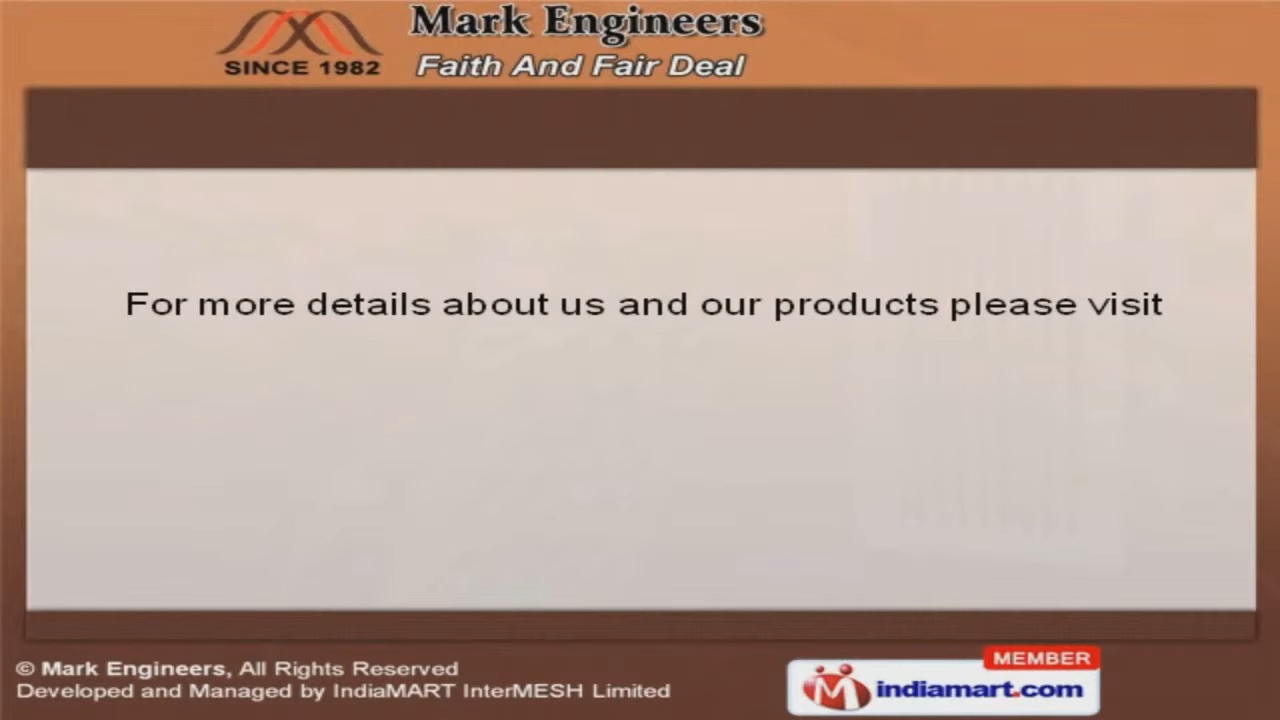 Mark Engineers
SINCE 1982
Faith And Fair Deal
For more details about us and our products please visit
© Mark Engineers, All Rights Reserved
Developed and Managed by IndiaMART InterMESH Limited
MEMBER
indiamart.com